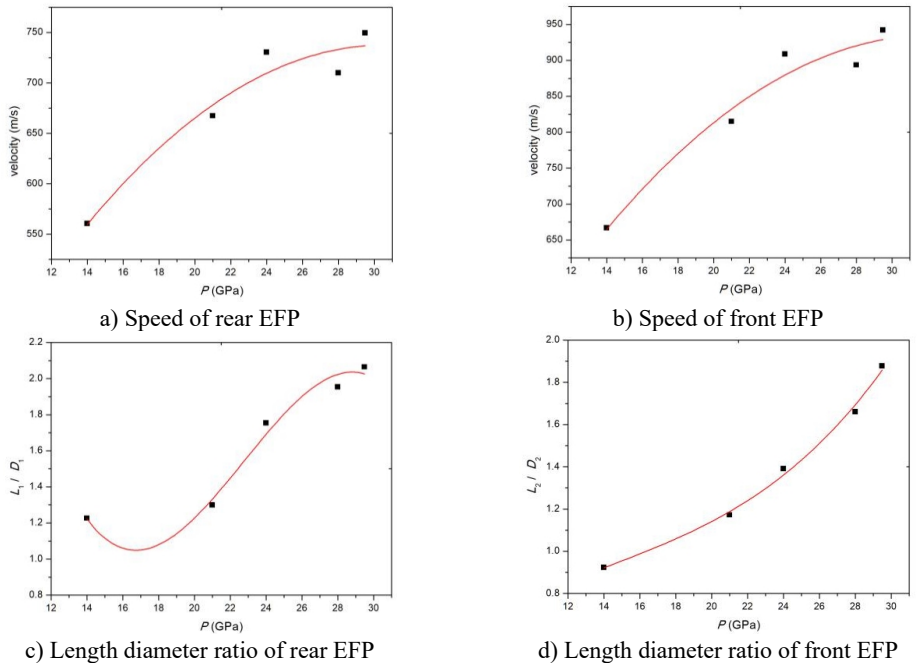 velocity (m/s)
750
700
650
600
550
12 14 16 18 20 22 24 26 28 30
P (GPa)
a) Speed of rear EFP
velocity (m/s)
950
900
850
800
750
700
650
12 14 16 18 20 22 24 26 28 30
P (GPa)
b) Speed of front EFP
L1 / D1
2.2
2.0
1.8
1.6
1.4
1.2
1.0
0.8
12 14 16 18 20 22 24 26 28 30
P (GPa)
c) Length diameter ratio of rear EFP
L2 / D2
2.0
1.8
1.6
1.4
1.2
1.0
0.8
12 14 16 18 20 22 24 26 28 30
P (GPa)
d) Length diameter ratio of front EFP